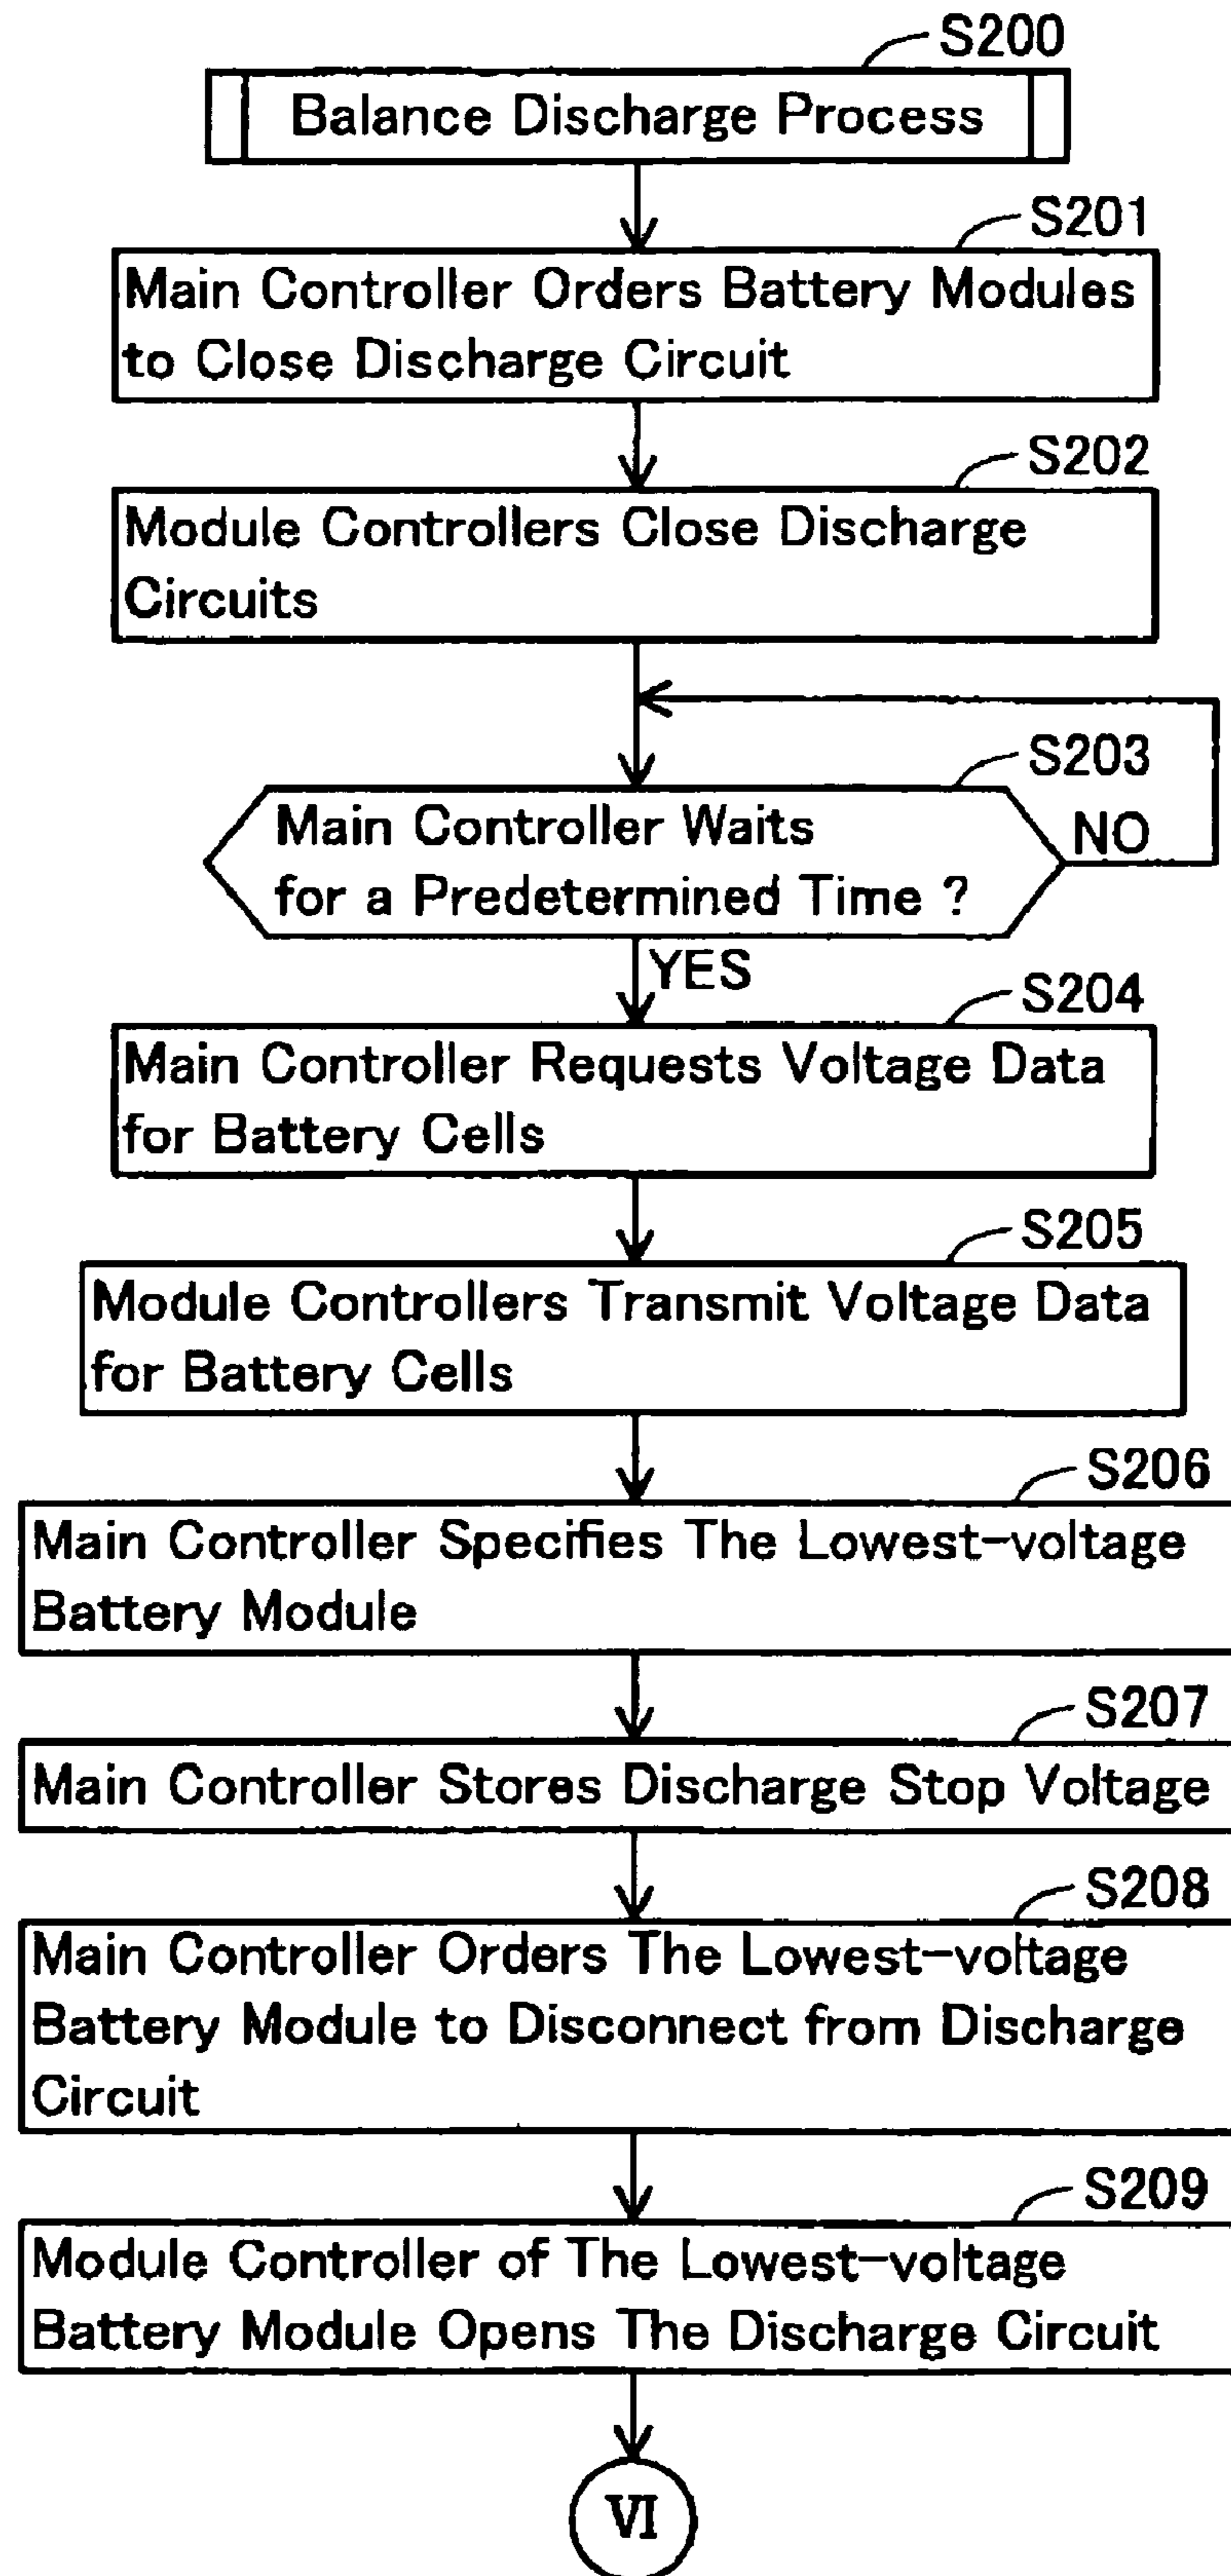 S200
Balance Discharge Process
S201
Main Controller Orders Battery Modules
to Close Discharge Circuit
S202
Module Controllers Close Discharge
Circuits
S203
Main Controller Waits
for a Predetermined Time ?
NO
YES
S204
Main Controller Requests Voltage Data
for Battery Cells
S205
Module Controllers Transmit Voltage Data
for Battery Cells
S206
Main Controller Specifies The Lowest-voltage
Battery Module
S207
Main Controller Stores Discharge Stop Voltage
S208
Main Controller Orders The Lowest-voltage
Battery Module to Disconnect from Discharge
Circuit
S209
Module Controller of The Lowest-voltage
Battery Module Opens The Discharge Circuit
VI